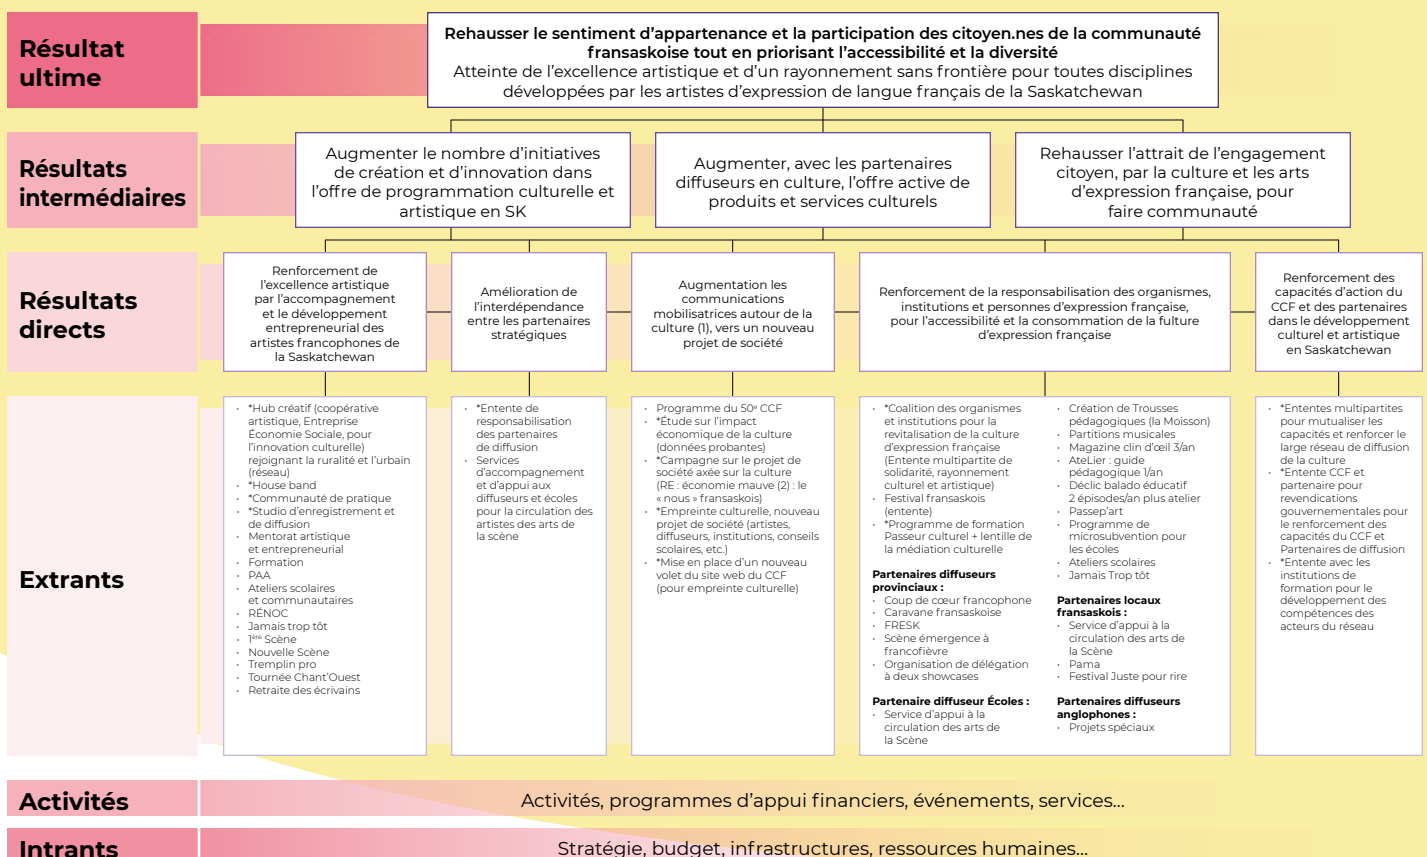 Résultat
ultime
Rehausser le sentiment d'appartenance et la participation des citoyen.nes de la communauté
fransaskoise tout en priorisant l'accessibilité et la diversité
Atteinte de l'excellence artistique et d'un rayonnement sans frontière pour toutes disciplines
développées par les artistes d'expression de langue français de la Saskatchewan
Résultats
intermédiaires
Augmenter le nombre d'initiatives
de création et d'innovation dans
l'offre de programmation culturelle et
artistique en SK
Augmenter, avec les partenaires
diffuseurs en culture, l'offre active de
produits et services culturels
Rehausser l'attrait de l'engagement
citoyen, par la culture et les arts
d'expression française, pour
faire communauté
Résultats
directs
Renforcement de
l'excellence artistique
par l'accompagnement
et le développement
entrepreneurial des
artistes francophones de
la Saskatchewan
Amélioration de
l'interdépendance
entre les partenaires
stratégiques
Augmentation les
communications
mobilisatrices autour de la
culture (1), vers un nouveau
projet de société
Renforcement de la responsabilisation des organismes,
institutions et personnes d'expression française,
pour l'accessibilité et la consommation de la fulture
d'expression française
Renforcement des
capacités d'action du
CCF et des partenaires
dans le développement
culturel et artistique
en Saskatchewan
Extrants
· *Hub créatif (coopérative
artistique, Entreprise
Économie Sociale, pour
l'innovation culturelle)
rejoignant la ruralité et l'urbain
(réseau)
· *House band
· *Communauté de pratique
· *Studio d'enregistrement et
de diffusion
· Mentorat artistique
et entrepreneurial
· Formation
· PAA
· Ateliers scolaires
et communautaires
· RÉNOC
· Jamais trop tôt
· 1ère Scène
· Nouvelle Scène
· Tremplin pro
· Tournée Chant'Ouest
· Retraite des écrivains
· *Entente de
responsabilisation
des partenaires
de diffusion
· Services
d'accompagnement
et d'appui aux
diffuseurs et écoles
pour la circulation des
artistes des arts de
la scène
· Programme du 50e CCF
· *Étude sur l'impact
économique de la culture
(données probantes)
· *Campagne sur le projet de
société axée sur la culture
(RE : économie mauve (2) : le
« nous » fransaskois)
· *Empreinte culturelle, nouveau
projet de société (artistes,
diffuseurs, institutions, conseils
scolaires, etc.)
· *Mise en place d'un nouveau
volet du site web du CCF
(pour empreinte culturelle)
· *Coalition des organismes
et institutions pour la
revitalisation de la culture
d'expression française
(Entente multipartite de
solidarité, rayonnement
culturel et artistique)
· Festival fransaskois
(entente)
· *Programme de formation
Passeur culturel + lentille de
la médiation culturelle
Partenaires diffuseurs
provinciaux :
· Coup de cœur francophone
· Caravane fransaskoise
· FRESK
· Scène émergence à
francofièvre
· Organisation de délégation
à deux showcases
Partenaire diffuseur Écoles :
· Service d'appui à la
circulation des arts de
la Scène
· Création de Trousses
pédagogiques (la Moisson)
· Partitions musicales
· Magazine clin d'œil 3/an
· AteLier : guide
pédagogique 1/an
· Déclic balado éducatif
2 épisodes/an plus atelier
· Passep'art
· Programme de
microsubvention pour
les écoles
· Ateliers scolaires
· Jamais Trop tôt
Partenaires locaux
fransaskois :
· Service d'appui à la
circulation des arts de
la Scène
· Pama
· Festival Juste pour rire
Partenaires diffuseurs
anglophones :
· Projets spéciaux
· *Ententes multipartites
pour mutualiser les
capacités et renforcer le
large réseau de diffusion
de la culture
· *Entente CCF et
partenaire pour
revendications
gouvernementales pour
le renforcement des
capacités du CCF et
Partenaires de diffusion
· *Entente avec les
institutions de
formation pour le
développement des
compétences des
acteurs du réseau
Activités
Activités, programmes d'appui financiers, événements, services...
Intrants
Stratégie, budget, infrastructures, ressources humaines...